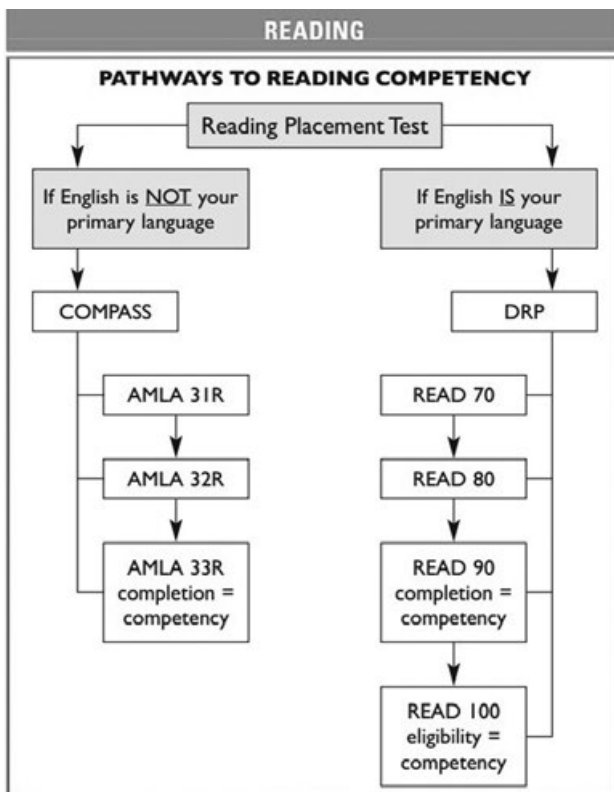 READING
PATHWAYS TO READING COMPETENCY
Reading Placement Test
If English is NOT your
primary language
If English IS your
primary language
COMPASS
DRP
AMLA 31R
READ 70
AMLA 32R
READ 80
AMLA 33R
completion =
competency
READ 90
completion =
competency
READ 100
eligibility =
competency